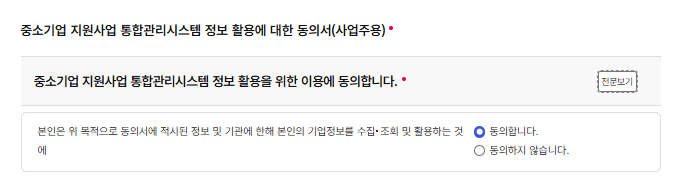 중소기업 지원사업 통합관리시스템 정보 활용에 대한 동의서(사업주용)
중소기업 지원사업 통합관리시스템 정보 활용을 위한 이용에 동의합니다.
전문보기
본인은 위 목적으로 동의서에 적시된 정보 및 기관에 한해 본인의 기업정보를 수집•조회 및 활용하는 것
에
동의합니다.
동의하지 않습니다.